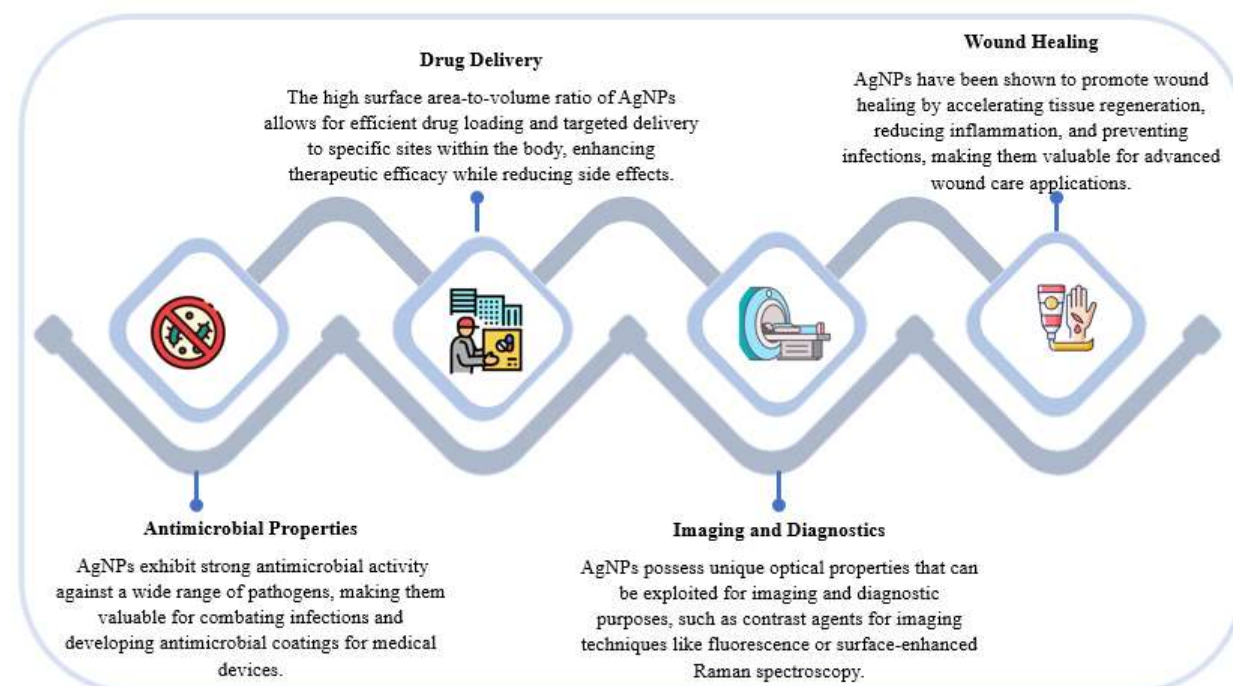 Drug Delivery
The high surface area-to-volume ratio of AgNPs
allows for efficient drug loading and targeted delivery
to specific sites within the body, enhancing
therapeutic efficacy while reducing side effects.
Wound Healing
AgNPs have been shown to promote wound
healing by accelerating tissue regeneration,
reducing inflammation, and preventing
infections, making them valuable for advanced
wound care applications.
Antimicrobial Properties
AgNPs exhibit strong antimicrobial activity
against a wide range of pathogens, making them
valuable for combating infections and
developing antimicrobial coatings for medical
devices.
Imaging and Diagnostics
AgNPs possess unique optical properties that can
be exploited for imaging and diagnostic
purposes, such as contrast agents for imaging
techniques like fluorescence or surface-enhanced
Raman spectroscopy.